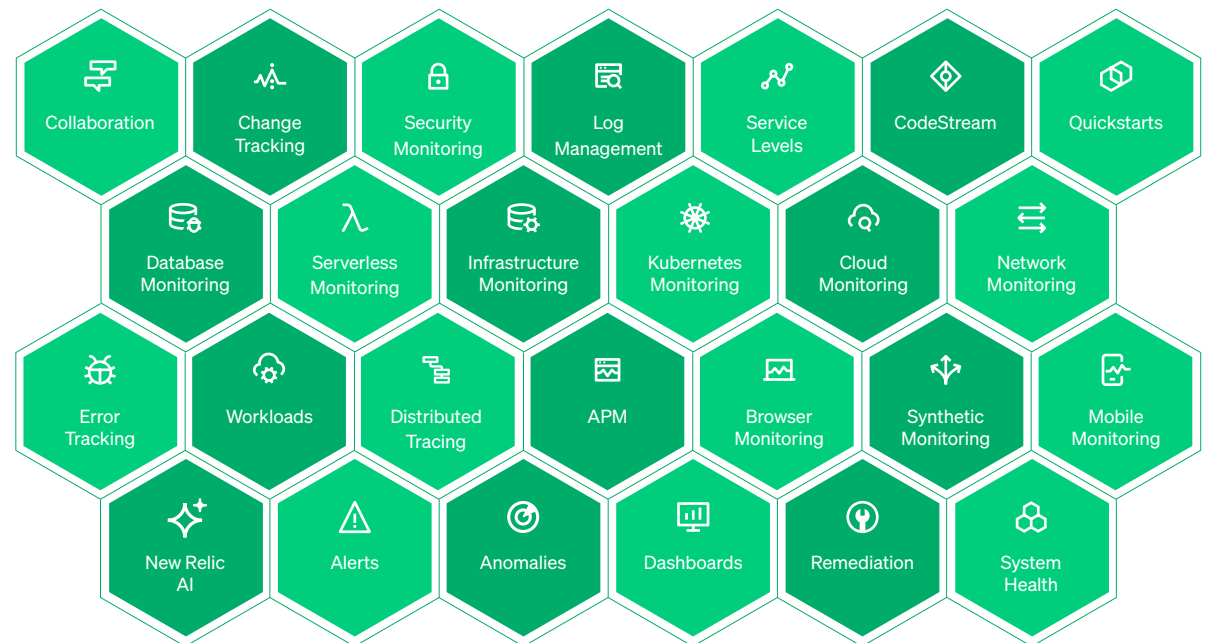 Collaboration
Change
Tracking
Security
Monitoring
Log
Management
Service
Levels
CodeStream
Quickstarts
Database
Monitoring
Serverless
Monitoring
Infrastructure
Monitoring
Kubernetes
Monitoring
Cloud
Monitoring
Network
Monitoring
Error
Tracking
Workloads
Distributed
Tracing
APM
Browser
Monitoring
Synthetic
Monitoring
Mobile
Monitoring
New Relic
AI
Alerts
Anomalies
Dashboards
Remediation
System
Health